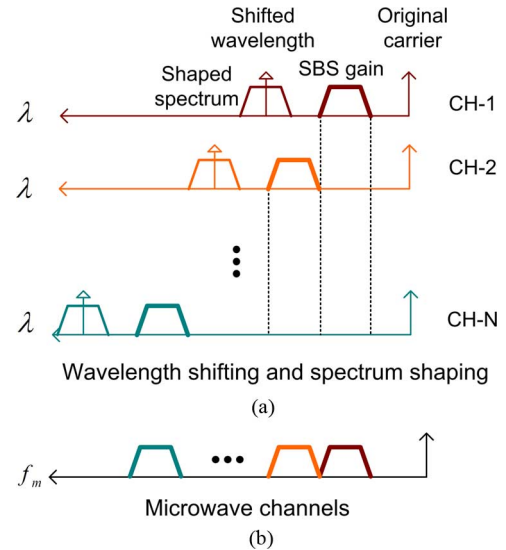 Shifted wavelength
Original carrier
Shaped spectrum
SBS gain
λ
CH-1
λ
CH-2
λ
CH-N
Wavelength shifting and spectrum shaping
(a)
f_m
Microwave channels
(b)